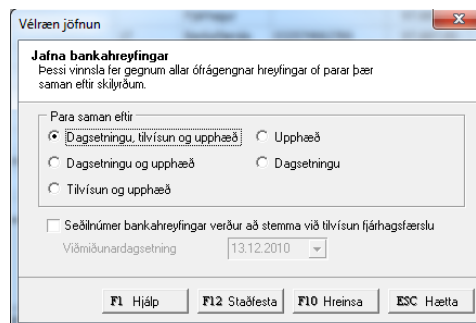 Vélræn jöfnun
Jafna bankahreyfingar
Þessi vinnsla fer gegnum allar ófrágengnar hreyfingar of parar þær
saman eftir skilyrðum.
Para saman eftir
Dagsetningu, tilvísun og upphæð
Upphæð
Dagsetningu og upphæð
Dagsetningu
Tilvísun og upphæð
Seðilnúmer bankahreyfingar verður að stemma við tilvísun fjárhagsfærslu
Viðmiðunardagsetning
13.12.2010
F1 Hjálp
F12 Staðfesta
F10 Hreinsa
ESC Hætta